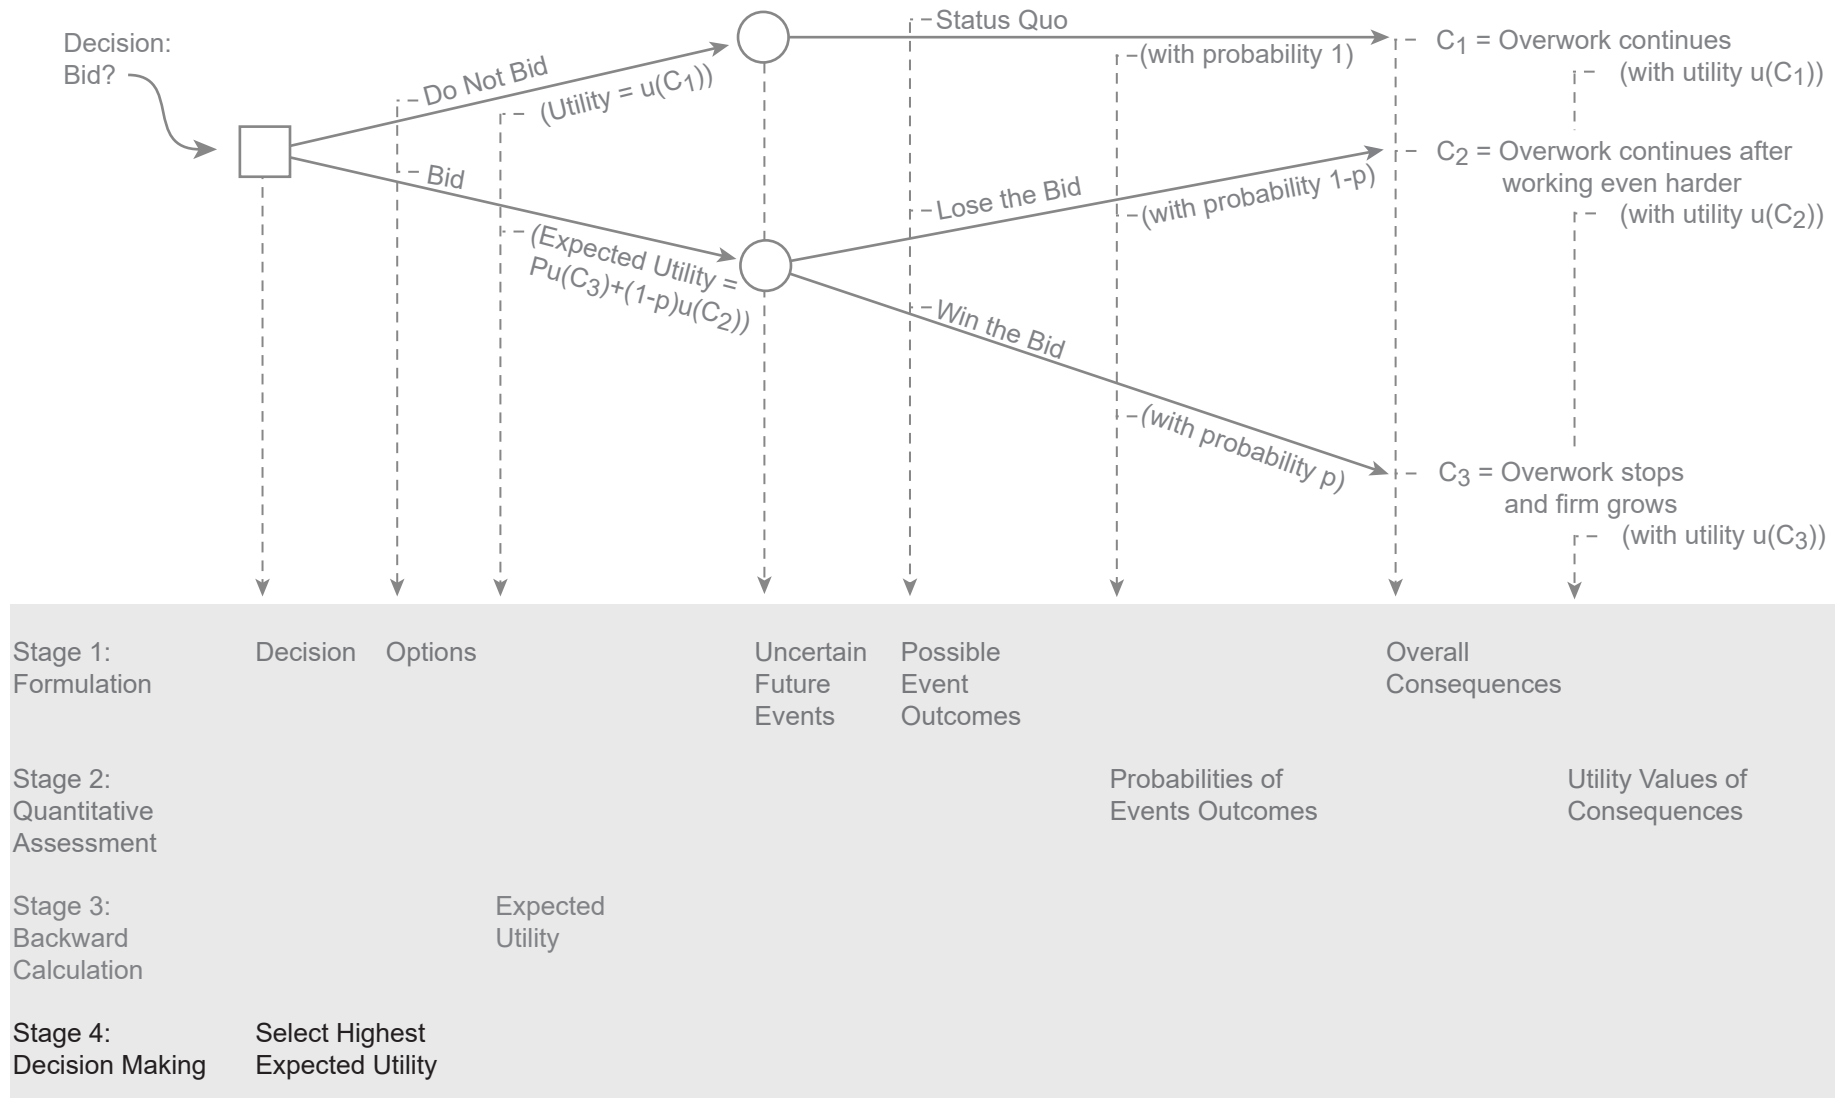 Decision:
Bid?
Do Not Bid
(Utility = u(C1))
Bid
(Expected Utility =
Pu(C3)+(1-p)u(C2))
Status Quo
(with probability 1)
Lose the Bid
(with probability 1-p)
Win the Bid
(with probability p)
C1 = Overwork continues
(with utility u(C1))
C2 = Overwork continues after
working even harder
(with utility u(C2))
C3 = Overwork stops
and firm grows
(with utility u(C3))
Stage 1:
Formulation
Decision
Options
Uncertain
Future
Events
Possible
Event
Outcomes
Overall
Consequences
Stage 2:
Quantitative
Assessment
Probabilities of
Events Outcomes
Utility Values of
Consequences
Stage 3:
Backward
Calculation
Expected
Utility
Stage 4:
Decision Making
Select Highest
Expected Utility